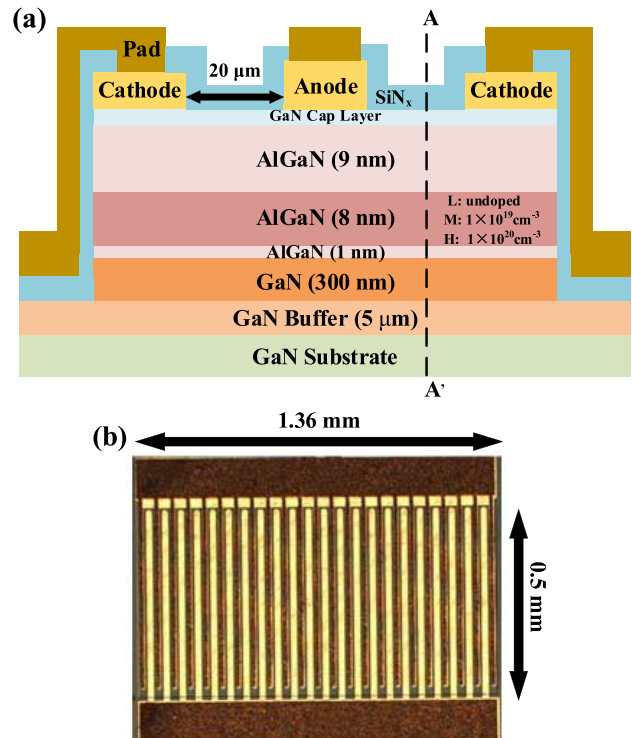 (a)
A
Pad
20 μm
Cathode
Anode
SiNₓ
Cathode
GaN Cap Layer
AlGaN (9 nm)
AlGaN (8 nm)
L: undoped
M: 1×10¹⁹cm⁻³
H: 1×10²⁰cm⁻³
AlGaN (1 nm)
GaN (300 nm)
GaN Buffer (5 μm)
GaN Substrate
A’
(b)
1.36 mm
0.5 mm